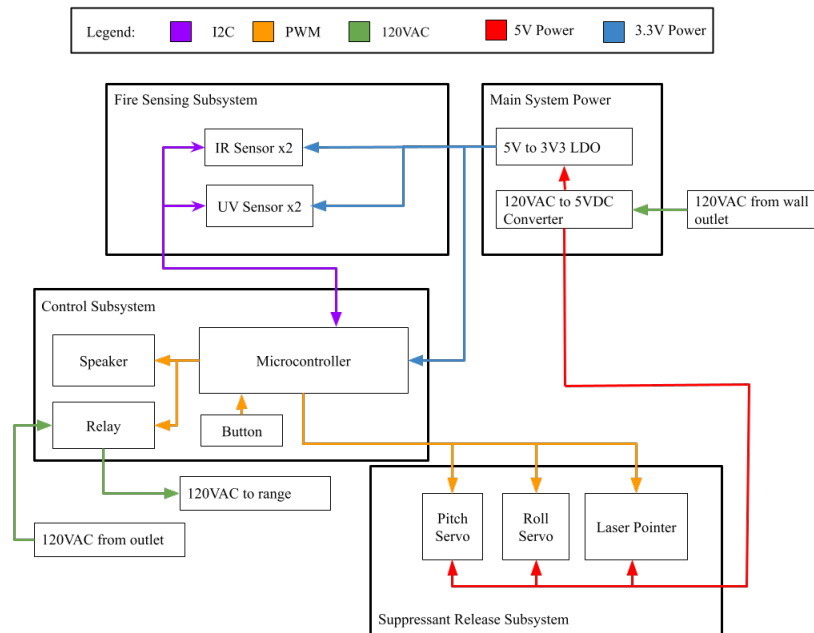 Legend:
I2C
PWM
120VAC
5V Power
3.3V Power
Fire Sensing Subsystem
IR Sensor x2
UV Sensor x2
Main System Power
5V to 3V3 LDO
120VAC to 5VDC
Converter
120VAC from wall
outlet
Control Subsystem
Speaker
Microcontroller
Relay
Button
120VAC to range
120VAC from outlet
Pitch
Servo
Roll
Servo
Laser Pointer
Suppressant Release Subsystem